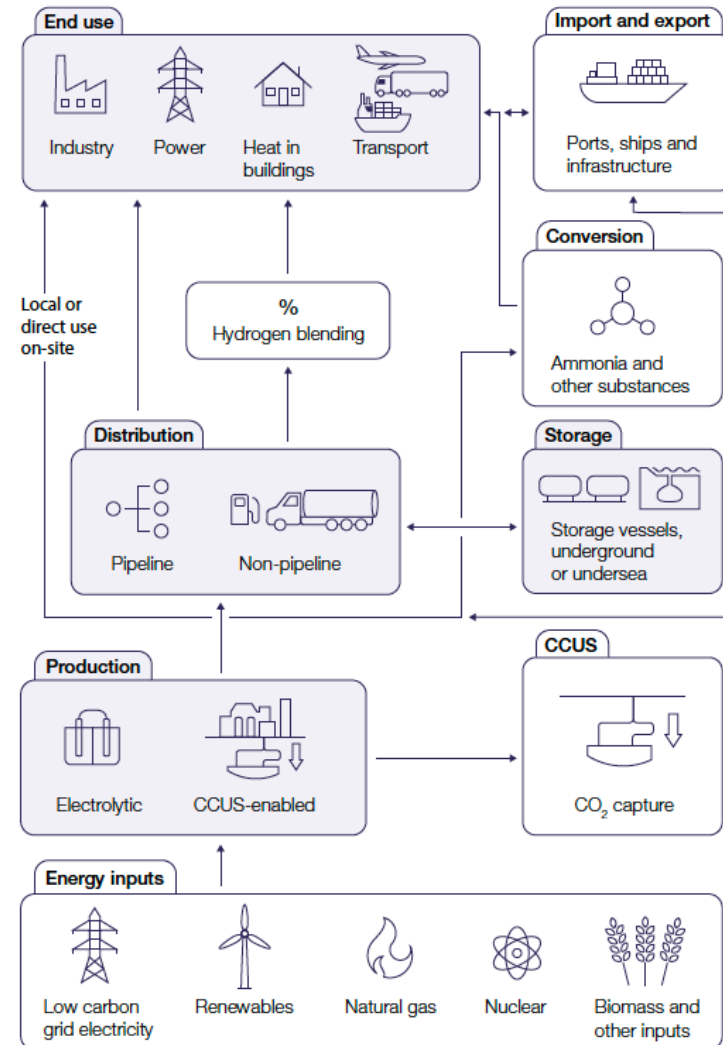 End use
Industry
Power
Heat in
buildings
Transport
Import and export
Ports, ships and
infrastructure
Conversion
Ammonia and
other substances
Local or
direct use
on-site
%
Hydrogen blending
Distribution
Pipeline
Non-pipeline
Storage
Storage vessels,
underground
or undersea
Production
Electrolytic
CCUS-enabled
CCUS
CO₂ capture
Energy inputs
Low carbon
grid electricity
Renewables
Natural gas
Nuclear
Biomass and
other inputs